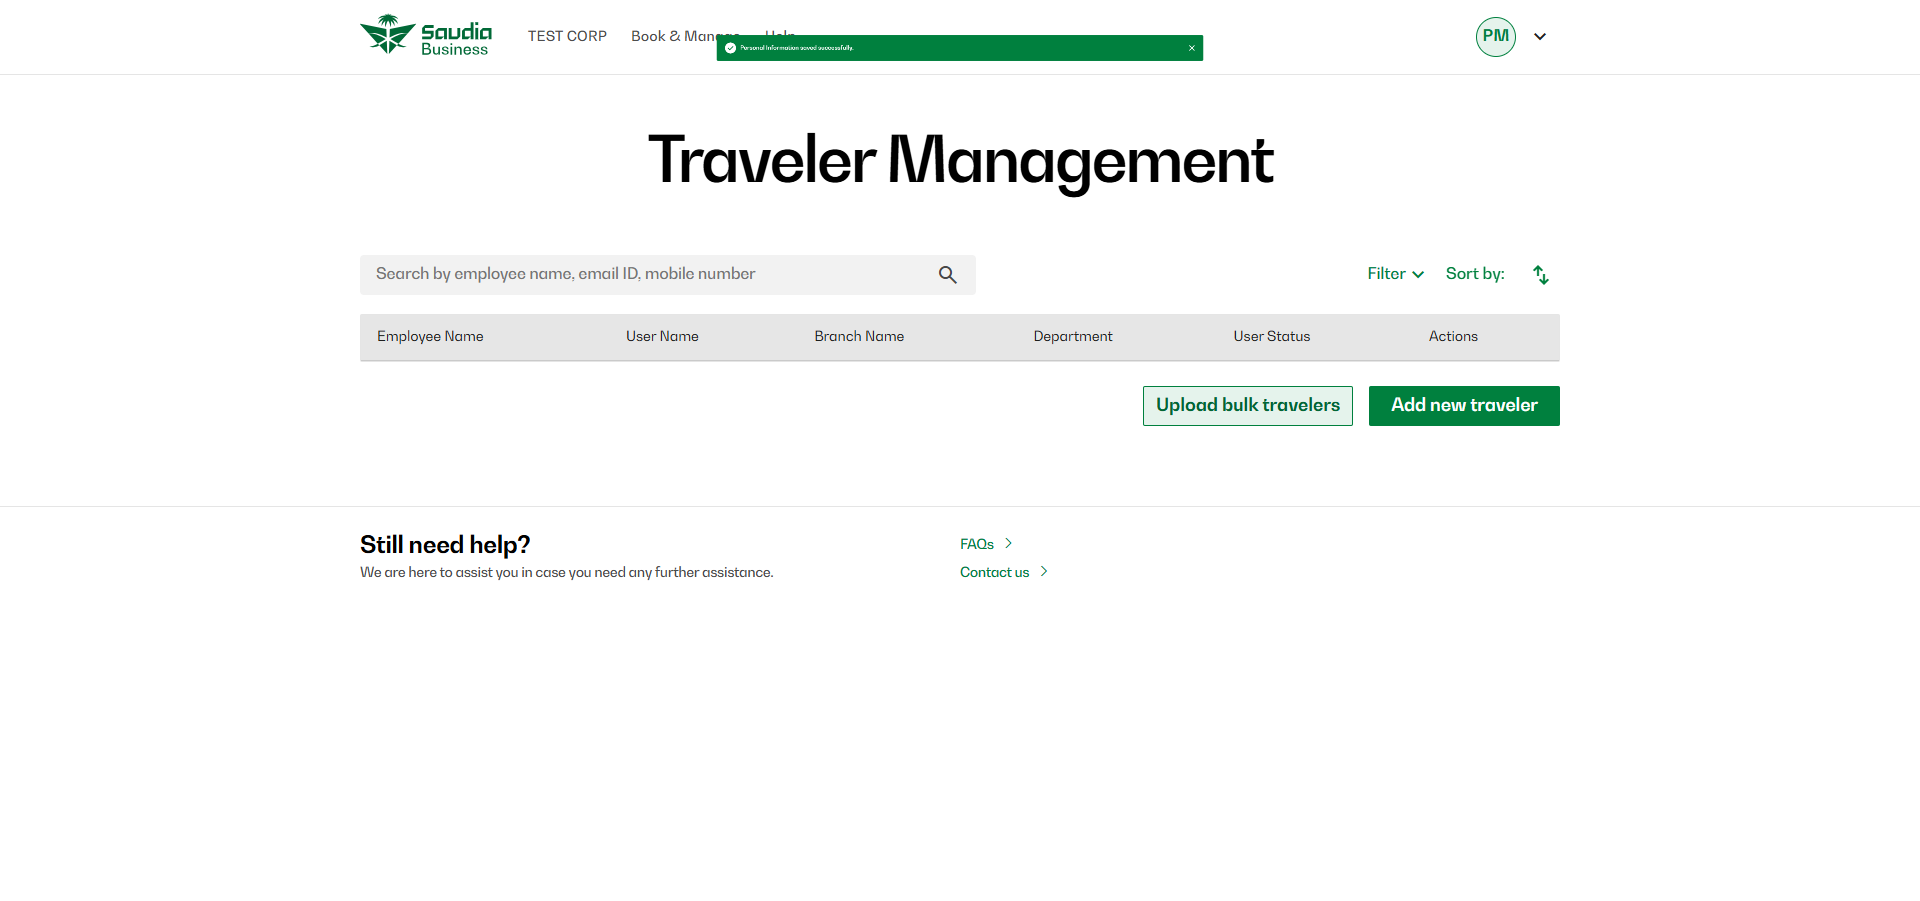 Saudia
Business
TEST CORP
Book & Manage
Help
Personal Information saved successfully.
PM
Traveler Management
Search by employee name, email ID, mobile number
Filter
Sort by:
Employee Name
User Name
Branch Name
Department
User Status
Actions
Upload bulk travelers
Add new traveler
Still need help?
We are here to assist you in case you need any further assistance.
FAQs
Contact us